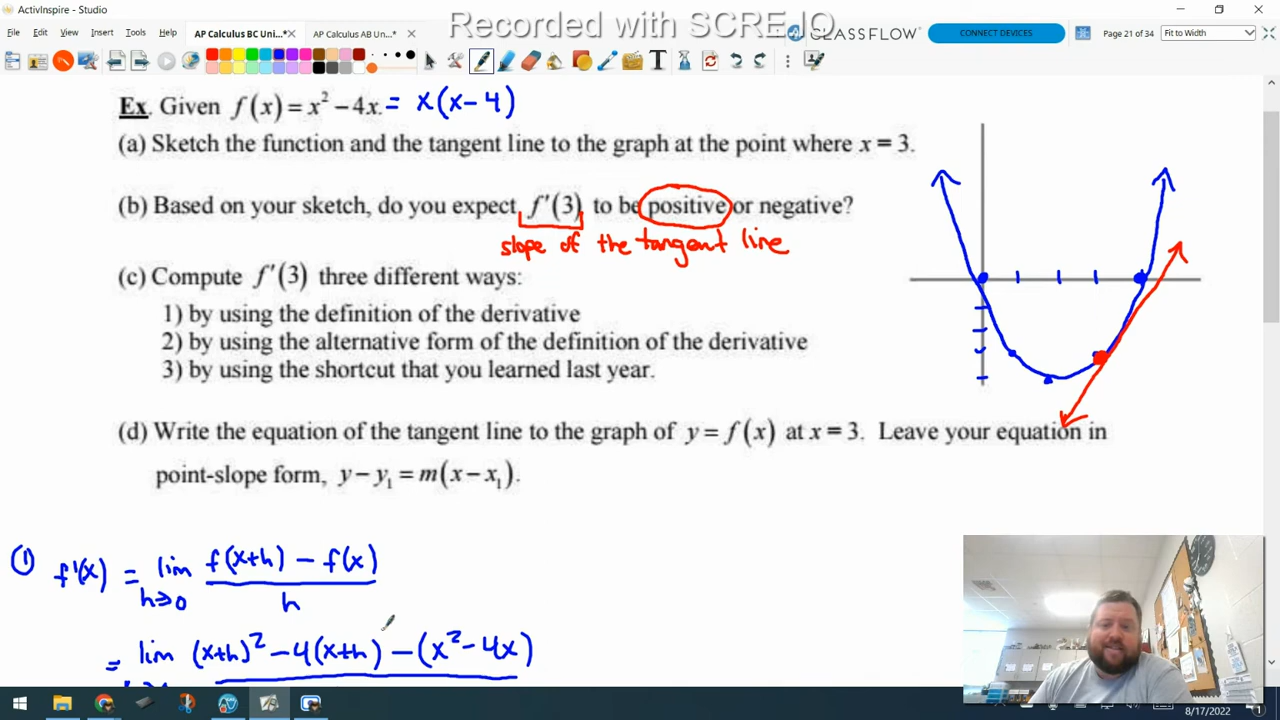 ActivInspire - Studio
Recorded with SCRE.IO
AP Calculus BC Uni...* AP Calculus AB Un...* CLASSFLOW CONNECT DEVICES Page 21 of 34 Fit to Width
File Edit View Insert Tools Help
Ex. Given f(x) = x² − 4x. = x(x−4)
(a) Sketch the function and the tangent line to the graph at the point where x = 3.
(b) Based on your sketch, do you expect f'(3) to be positive or negative?
slope of the tangent line
(c) Compute f'(3) three different ways:
1) by using the definition of the derivative
2) by using the alternative form of the definition of the derivative
3) by using the shortcut that you learned last year.
(d) Write the equation of the tangent line to the graph of y = f(x) at x = 3. Leave your equation in
point-slope form, y − y₁ = m(x − x₁).
① f'(x) = lim h→0 f(x+h) − f(x) / h
= lim (x+h)² − 4(x+h) − (x² − 4x)
8/17/2022